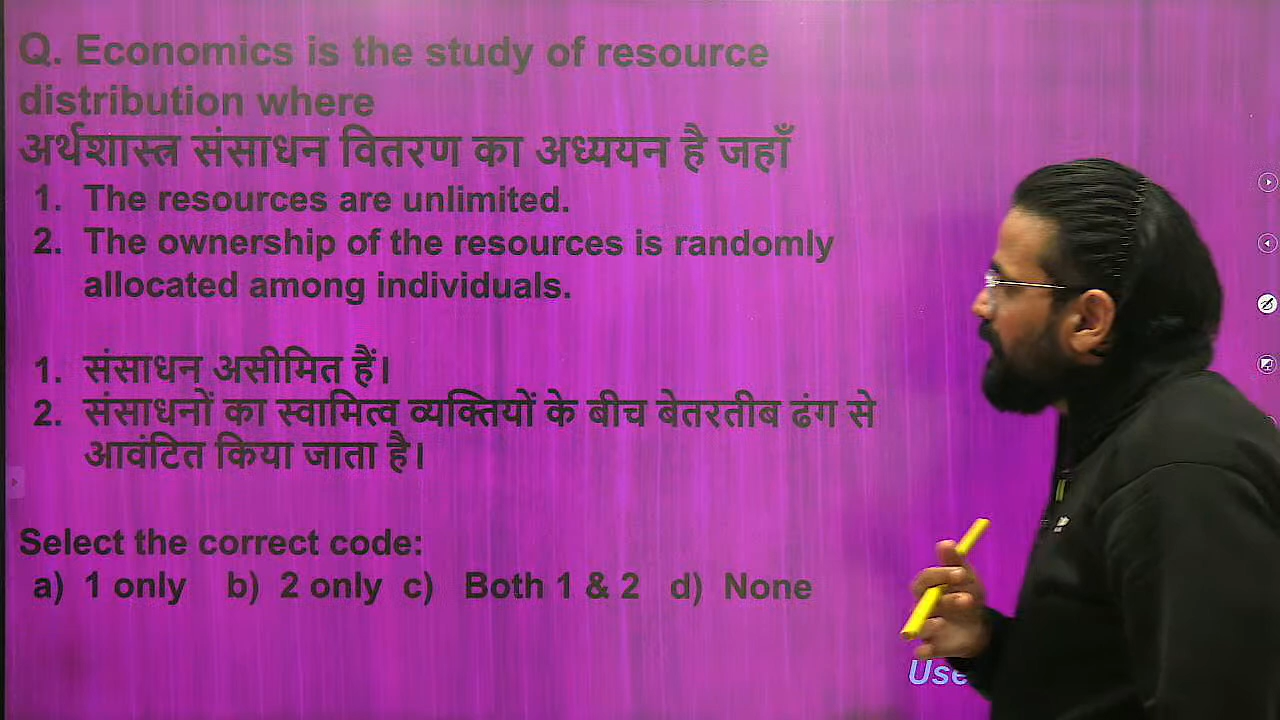 Q. Economics is the study of resource
distribution where
अर्थशास्त्र संसाधन वितरण का अध्ययन है जहाँ
1. The resources are unlimited.
2. The ownership of the resources is randomly
allocated among individuals.
1. संसाधन असीमित हैं।
2. संसाधनों का स्वामित्व व्यक्तियों के बीच बेतरतीब ढंग से
आवंटित किया जाता है।
Select the correct code:
a) 1 only b) 2 only c) Both 1 & 2 d) None
Use